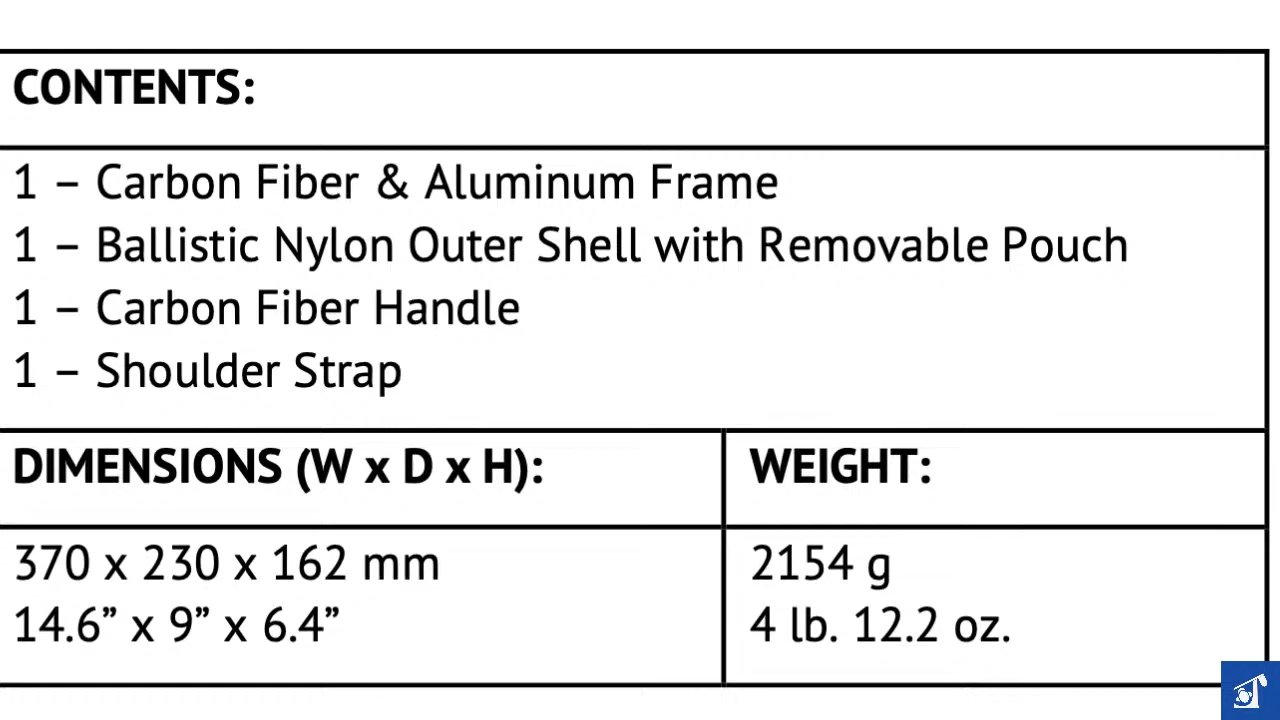 CONTENTS:
1 – Carbon Fiber & Aluminum Frame
1 – Ballistic Nylon Outer Shell with Removable Pouch
1 – Carbon Fiber Handle
1 – Shoulder Strap
DIMENSIONS (W x D x H):
WEIGHT:
370 x 230 x 162 mm
14.6” x 9” x 6.4”
2154 g
4 lb. 12.2 oz.